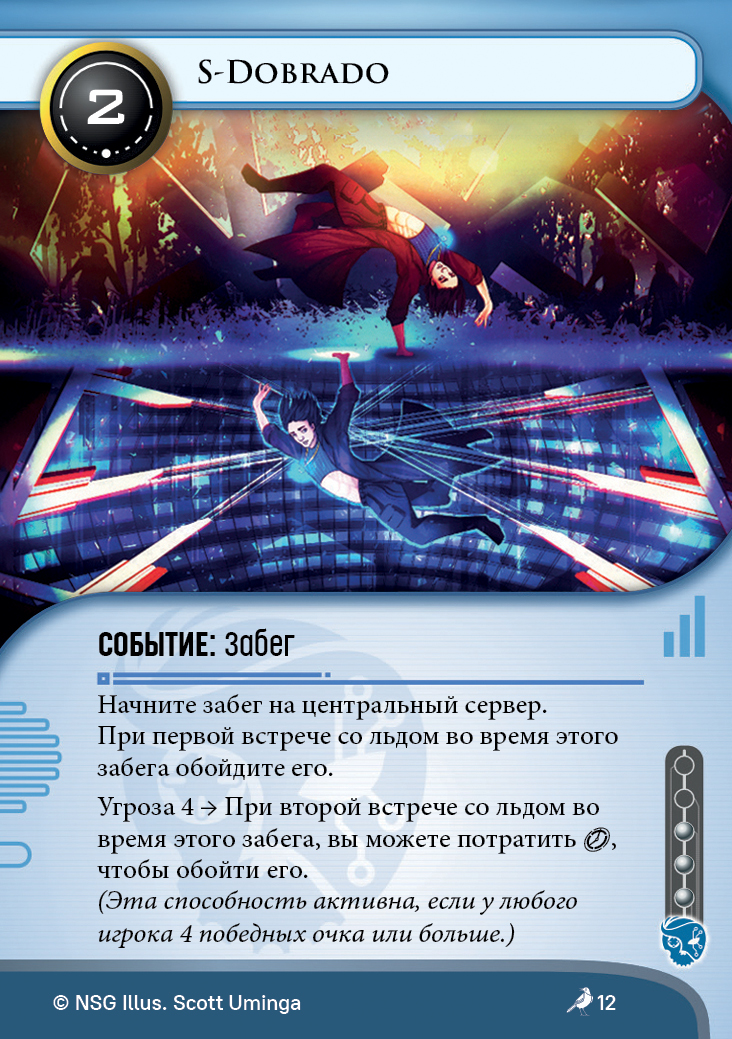 2
S-Dobrado
СОБЫТИЕ: Забег
Начните забег на центральный сервер.
При первой встрече со льдом во время этого
забега обойдите его.
Угроза 4 → При второй встрече со льдом во
время этого забега, вы можете потратить ,
чтобы обойти его.
(Эта способность активна, если у любого
игрока 4 победных очка или больше.)
© NSG Illus. Scott Uminga
12